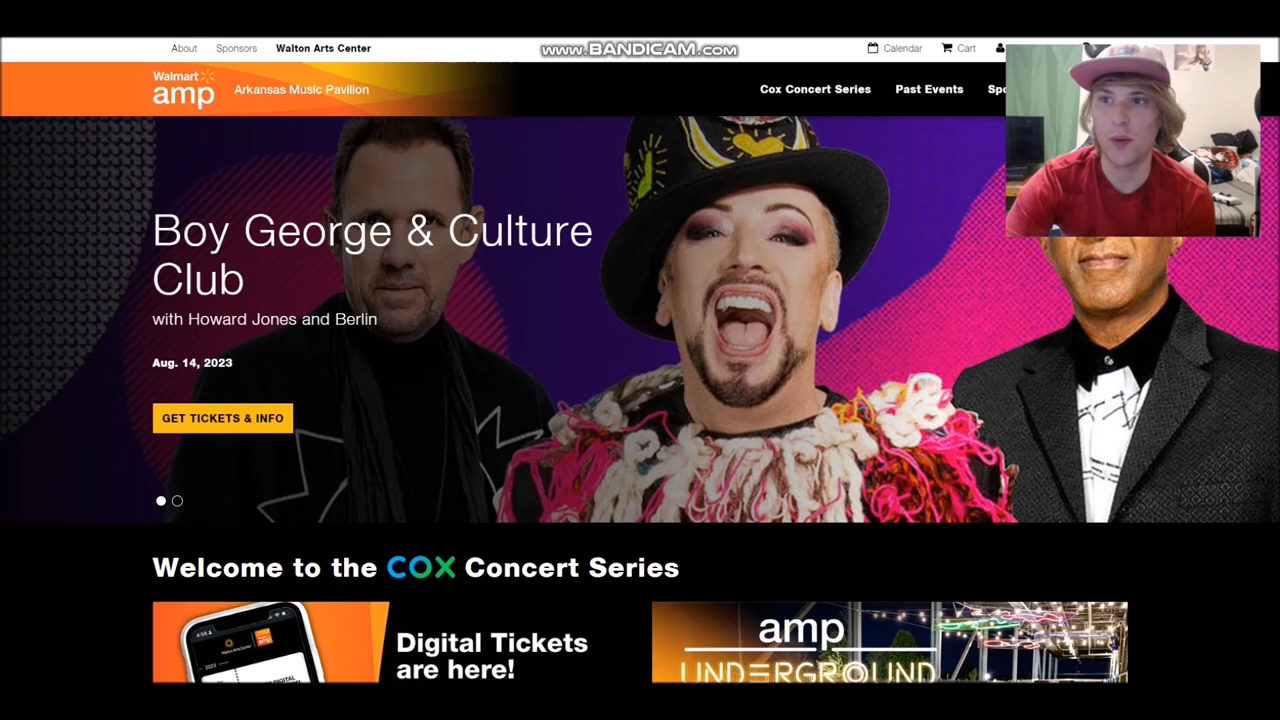 About
Sponsors
Walton Arts Center
www.BANDICAM.com
Calendar
Cart
Walmart
amp
Arkansas Music Pavilion
Cox Concert Series
Past Events
Boy George & Culture
Club
with Howard Jones and Berlin
Aug. 14, 2023
GET TICKETS & INFO
Welcome to the COX Concert Series
Digital Tickets
are here!
amp
UNDERGROUND